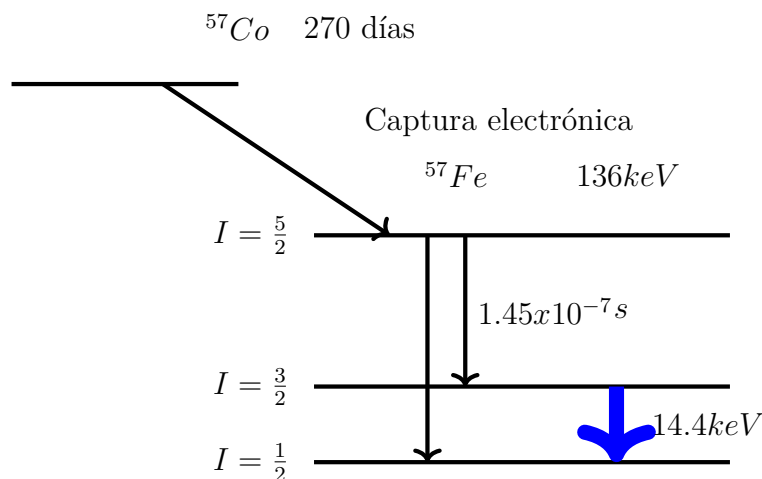 ⁵⁷Co 270 días
Captura electrónica
⁵⁷Fe 136keV
I = 5/2
1.45x10⁻⁷s
I = 3/2
14.4keV
I = 1/2